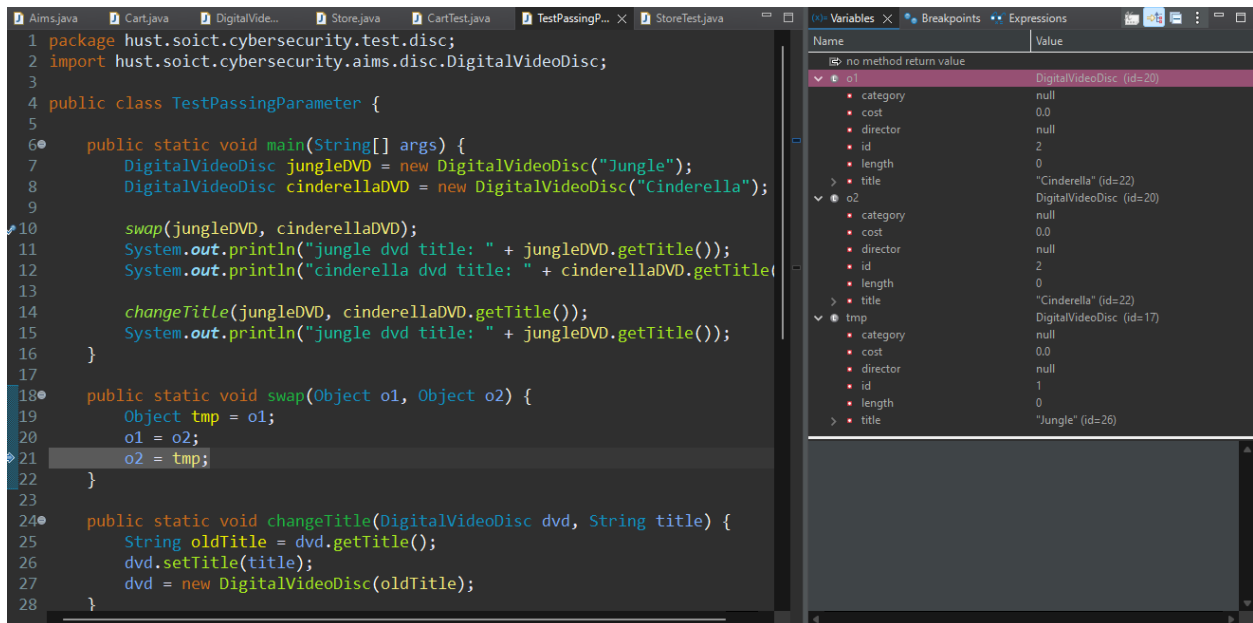 Aims.java Cart.java DigitalVide... Store.java CartTest.java TestPassingP... StoreTest.java
1 package hust.soict.cybersecurity.test.disc;
2 import hust.soict.cybersecurity.aims.disc.DigitalVideoDisc;
3
4 public class TestPassingParameter {
5
6 public static void main(String[] args) {
7 DigitalVideoDisc jungleDVD = new DigitalVideoDisc("Jungle");
8 DigitalVideoDisc cinderellaDVD = new DigitalVideoDisc("Cinderella");
9
10 swap(jungleDVD, cinderellaDVD);
11 System.out.println("jungle dvd title: " + jungleDVD.getTitle());
12 System.out.println("cinderella dvd title: " + cinderellaDVD.getTitle(
13
14 changeTitle(jungleDVD, cinderellaDVD.getTitle());
15 System.out.println("jungle dvd title: " + jungleDVD.getTitle());
16 }
17
18 public static void swap(Object o1, Object o2) {
19 Object tmp = o1;
20 o1 = o2;
21 o2 = tmp;
22 }
23
24 public static void changeTitle(DigitalVideoDisc dvd, String title) {
25 String oldTitle = dvd.getTitle();
26 dvd.setTitle(title);
27 dvd = new DigitalVideoDisc(oldTitle);
28 }
Variables Breakpoints Expressions
Name Value
no method return value
o1 DigitalVideoDisc (id=20)
category null
cost 0.0
director null
id 2
length 0
title "Cinderella" (id=22)
o2 DigitalVideoDisc (id=20)
category null
cost 0.0
director null
id 2
length 0
title "Cinderella" (id=22)
tmp DigitalVideoDisc (id=17)
category null
cost 0.0
director null
id 1
length 0
title "Jungle" (id=26)